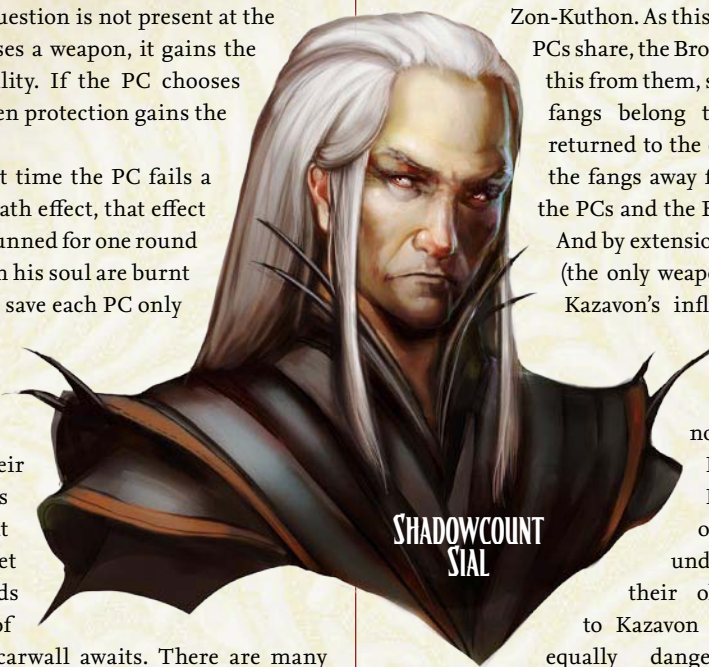 uestion is not present at the
ses a weapon, it gains the
lity. If the PC chooses
en protection gains the
t time the PC fails a
ath effect, that effect
unned for one round
n his soul are burnt
save each PC only
eir
s
t
et
ds
of
carwall awaits. There are many
SHADOWCOUNT
SIAL
Zon-Kuthon. As this
PCs share, the Bro
this from them, s
fangs belong t
returned to the
the fangs away f
the PCs and the B
And by extensio
(the only weap
Kazavon's infl
no
o
und
their o
to Kazavon
equally dange